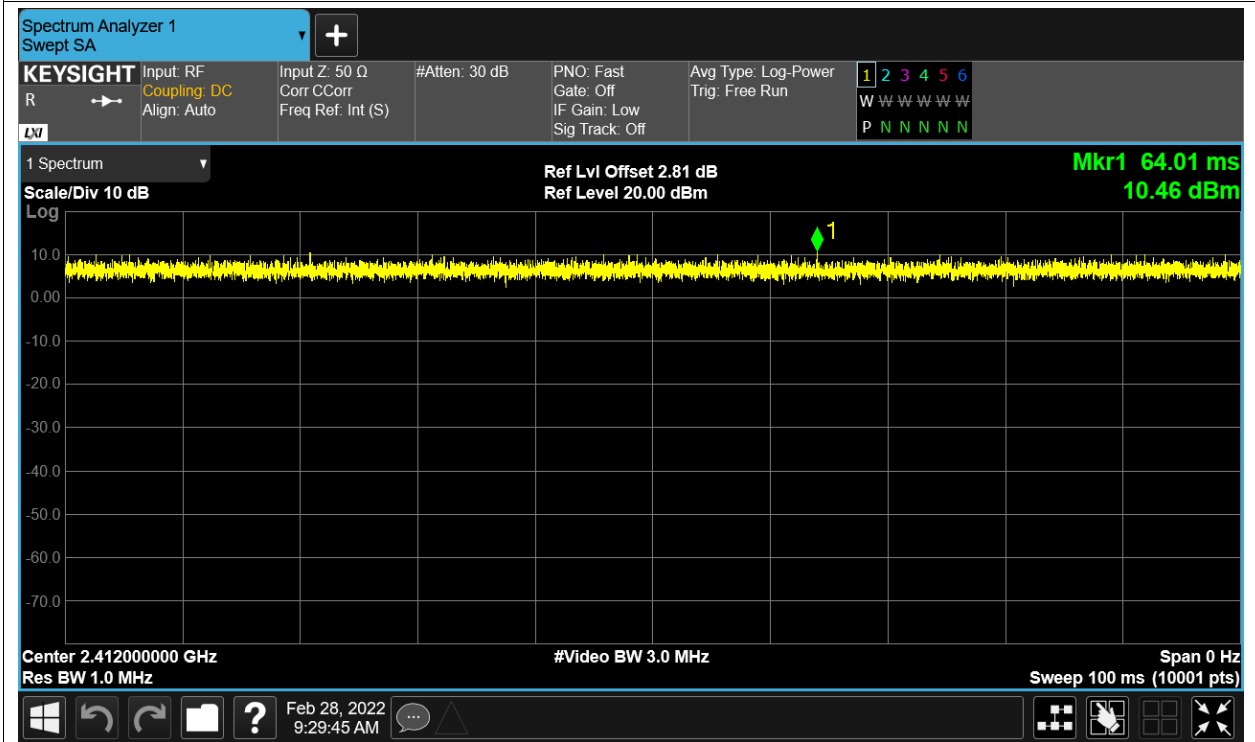 Spectrum Analyzer 1
Swept SA
KEYSIGHT
R
LXI
Input: RF
Coupling: DC
Align: Auto
Input Z: 50 Ω
Corr CCorr
Freq Ref: Int (S)
#Atten: 30 dB
PNO: Fast
Gate: Off
IF Gain: Low
Sig Track: Off
Avg Type: Log-Power
Trig: Free Run
1 2 3 4 5 6
W W W W W W
P N N N N N
1 Spectrum
Scale/Div 10 dB
Log
Ref Lvl Offset 2.81 dB
Ref Level 20.00 dBm
Mkr1 64.01 ms
10.46 dBm
1
10.0
0.00
-10.0
-20.0
-30.0
-40.0
-50.0
-60.0
-70.0
Center 2.412000000 GHz
Res BW 1.0 MHz
#Video BW 3.0 MHz
Span 0 Hz
Sweep 100 ms (10001 pts)
?
Feb 28, 2022
9:29:45 AM